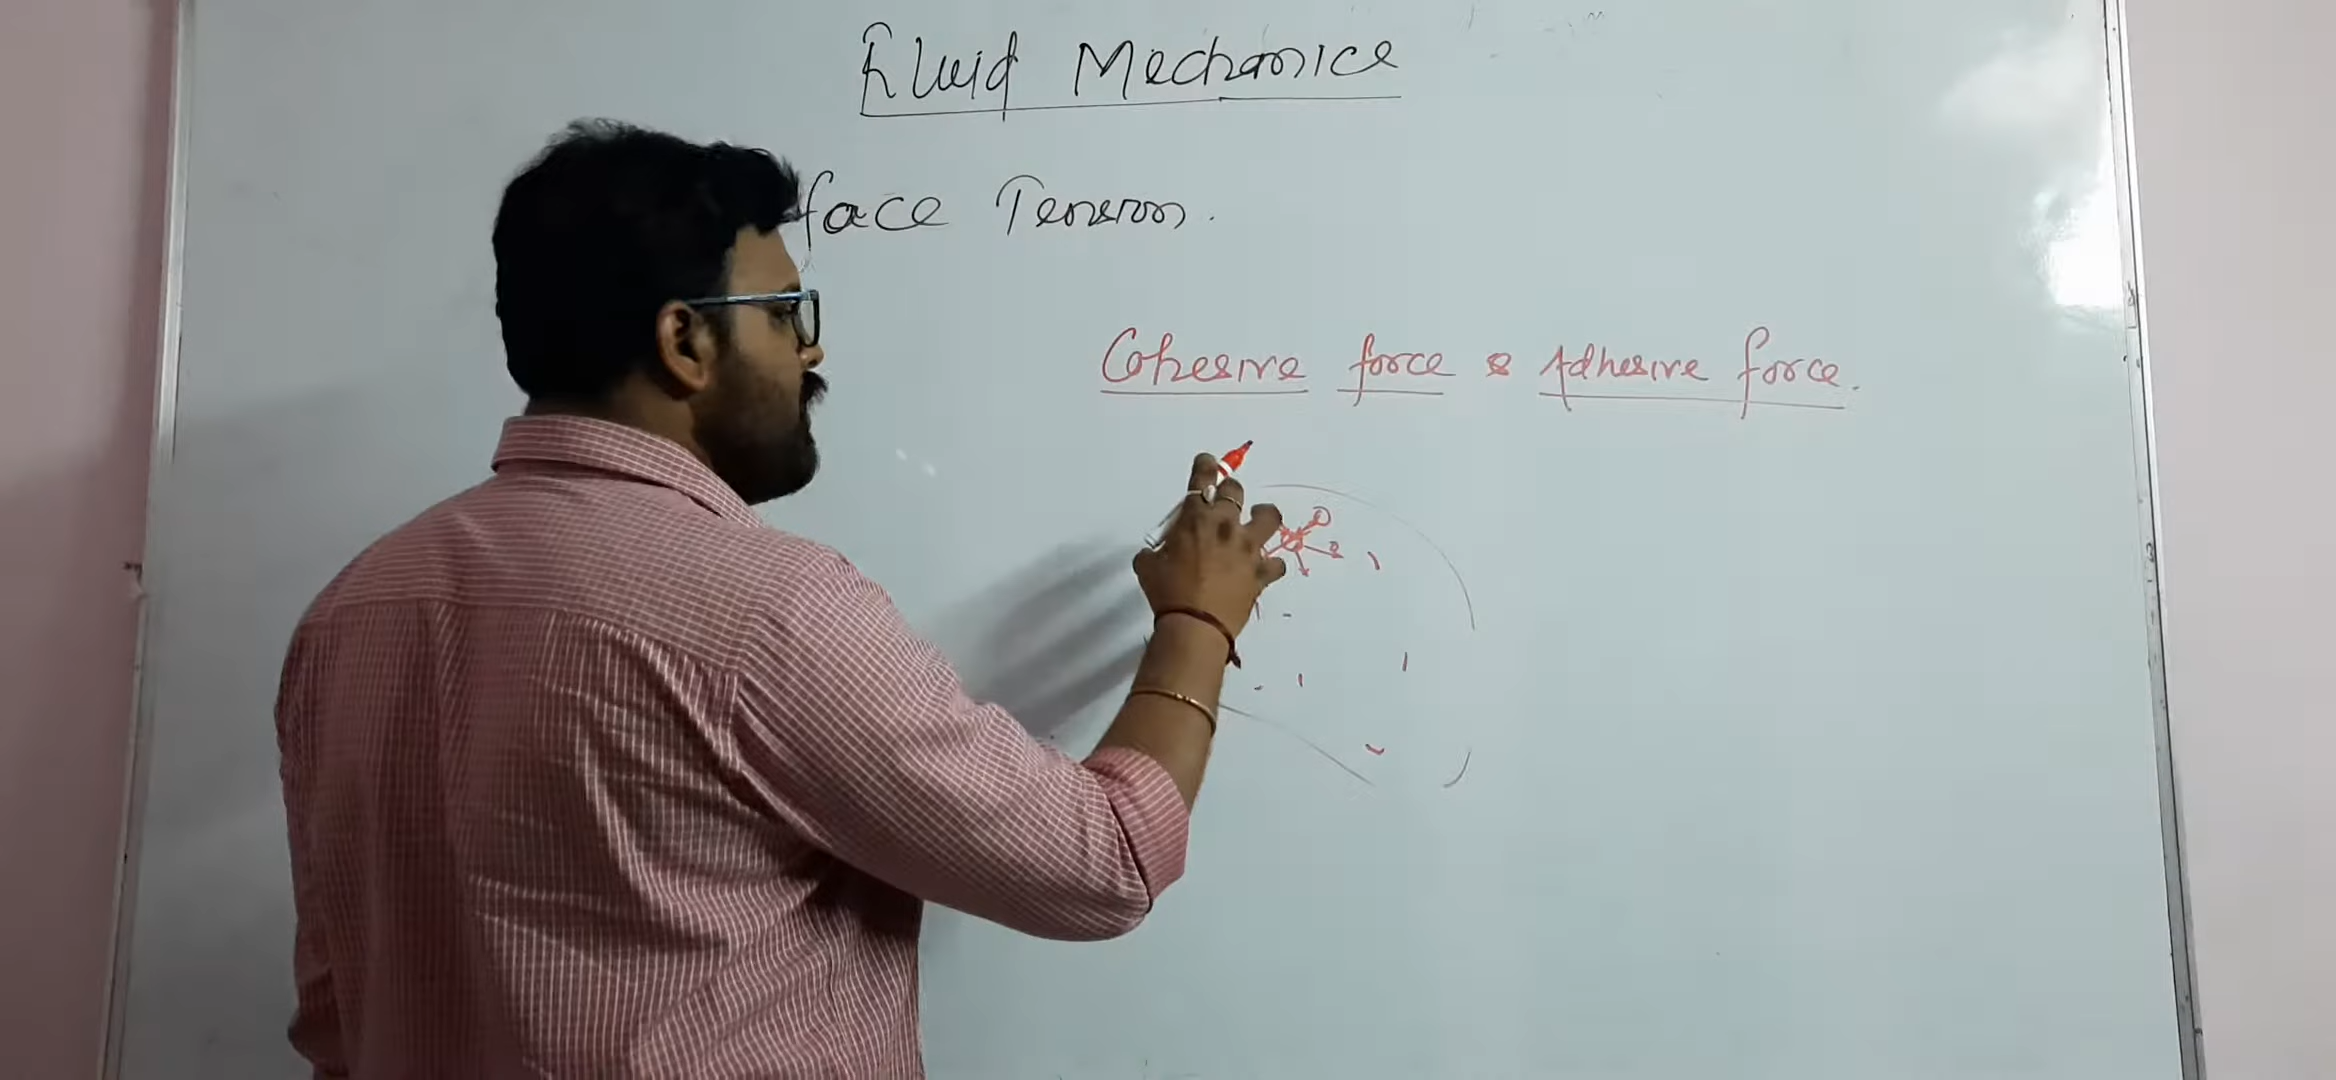 Fluid Mechanics
face Tension.
Cohesive force & Adhesive force.